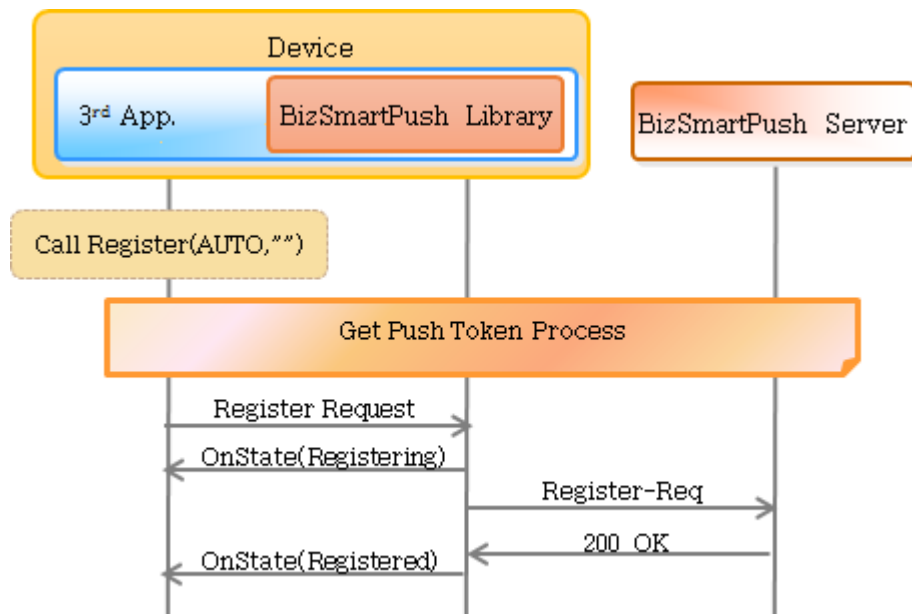 Device
3rd App.
BizSmartPush Library
BizSmartPush Server
Call Register(AUTO,"")
Get Push Token Process
Register Request
OnState(Registering)
Register-Req
200 OK
OnState(Registered)